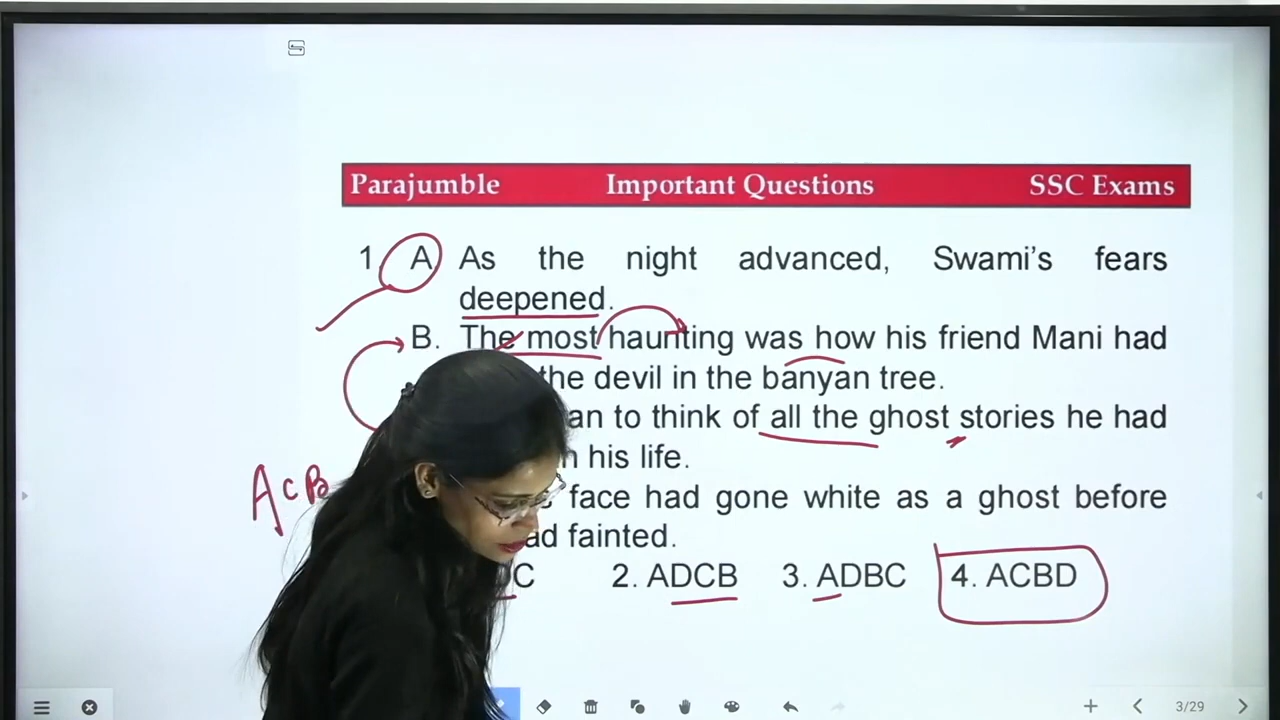 Parajumble Important Questions SSC Exams
1 A As the night advanced, Swami's fears
deepened.
B. The most haunting was how his friend Mani had
the devil in the banyan tree.
to think of all the ghost stories he had
his life.
face had gone white as a ghost before
fainted.
2. ADCB 3. ADBC 4. ACBD
ACB
3/29